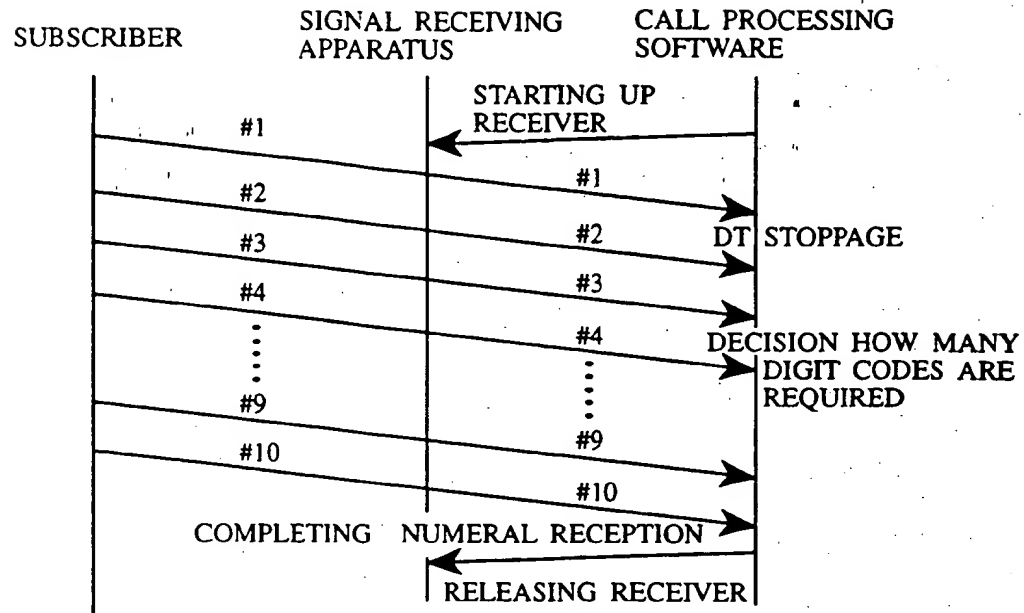 SUBSCRIBER
SIGNAL RECEIVING
APPARATUS
CALL PROCESSING
SOFTWARE
STARTING UP
RECEIVER
#1
#1
#2
#2
DT STOPPAGE
#3
#3
#4
#4
DECISION HOW MANY
DIGIT CODES ARE
REQUIRED
#9
#9
#10
#10
COMPLETING NUMERAL RECEPTION
RELEASING RECEIVER